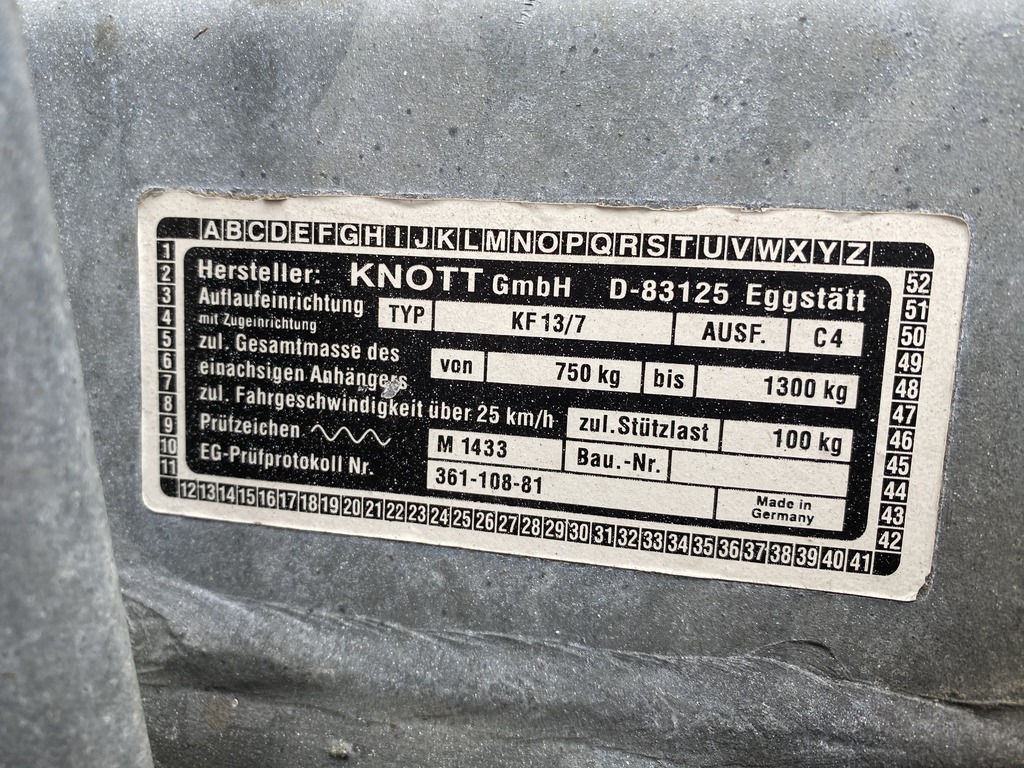 ABCDEFGHIJKLMNOPQRSTUVWXYZ
Hersteller: KNOTT GmbH D-83125 Eggstätt
Auflaufeinrichtung TYP KF 13/7 AUSF. C4
mit Zugeinrichtung
zul. Gesamtmasse des
einachsigen Anhängers von 750 kg bis 1300 kg
zul. Fahrgeschwindigkeit über 25 km/h zul. Stützlast 100 kg
Prüfzeichen M 1433 Bau.-Nr.
EG-Prüfprotokoll Nr. 361-108-81 Made in
Germany
1
2
3
4
5
6
7
8
9
10
11
12 13 14 15 16 17 18 19 20 21 22 23 24 25 26 27 28 29 30 31 32 33 34 35 36 37 38 39 40 41
52
51
50
49
48
47
46
45
44
43
42